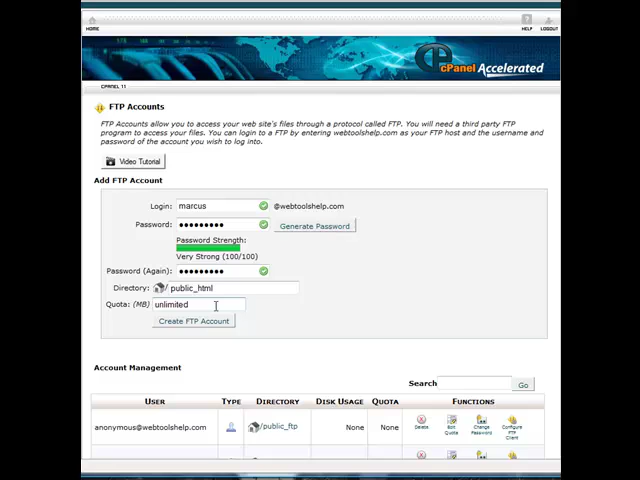 HOME
HELP
LOGOUT
cPanel Accelerated
CPANEL 11
FTP Accounts
FTP Accounts allow you to access your web site's files through a protocol called FTP. You will need a third party FTP
program to access your files. You can login to a FTP by entering webtoolshelp.com as your FTP host and the username and
password of the account you wish to log into.
Video Tutorial
Add FTP Account
Login: marcus @webtoolshelp.com
Password: ••••••••• Generate Password
Password Strength:
Very Strong (100/100)
Password (Again): •••••••••
Directory: / public_html
Quota: (MB) unlimited
Create FTP Account
Account Management
Search Go
USER TYPE DIRECTORY DISK USAGE QUOTA FUNCTIONS
anonymous@webtoolshelp.com /public_ftp None None Delete Edit Quota Change Password Configure FTP Client